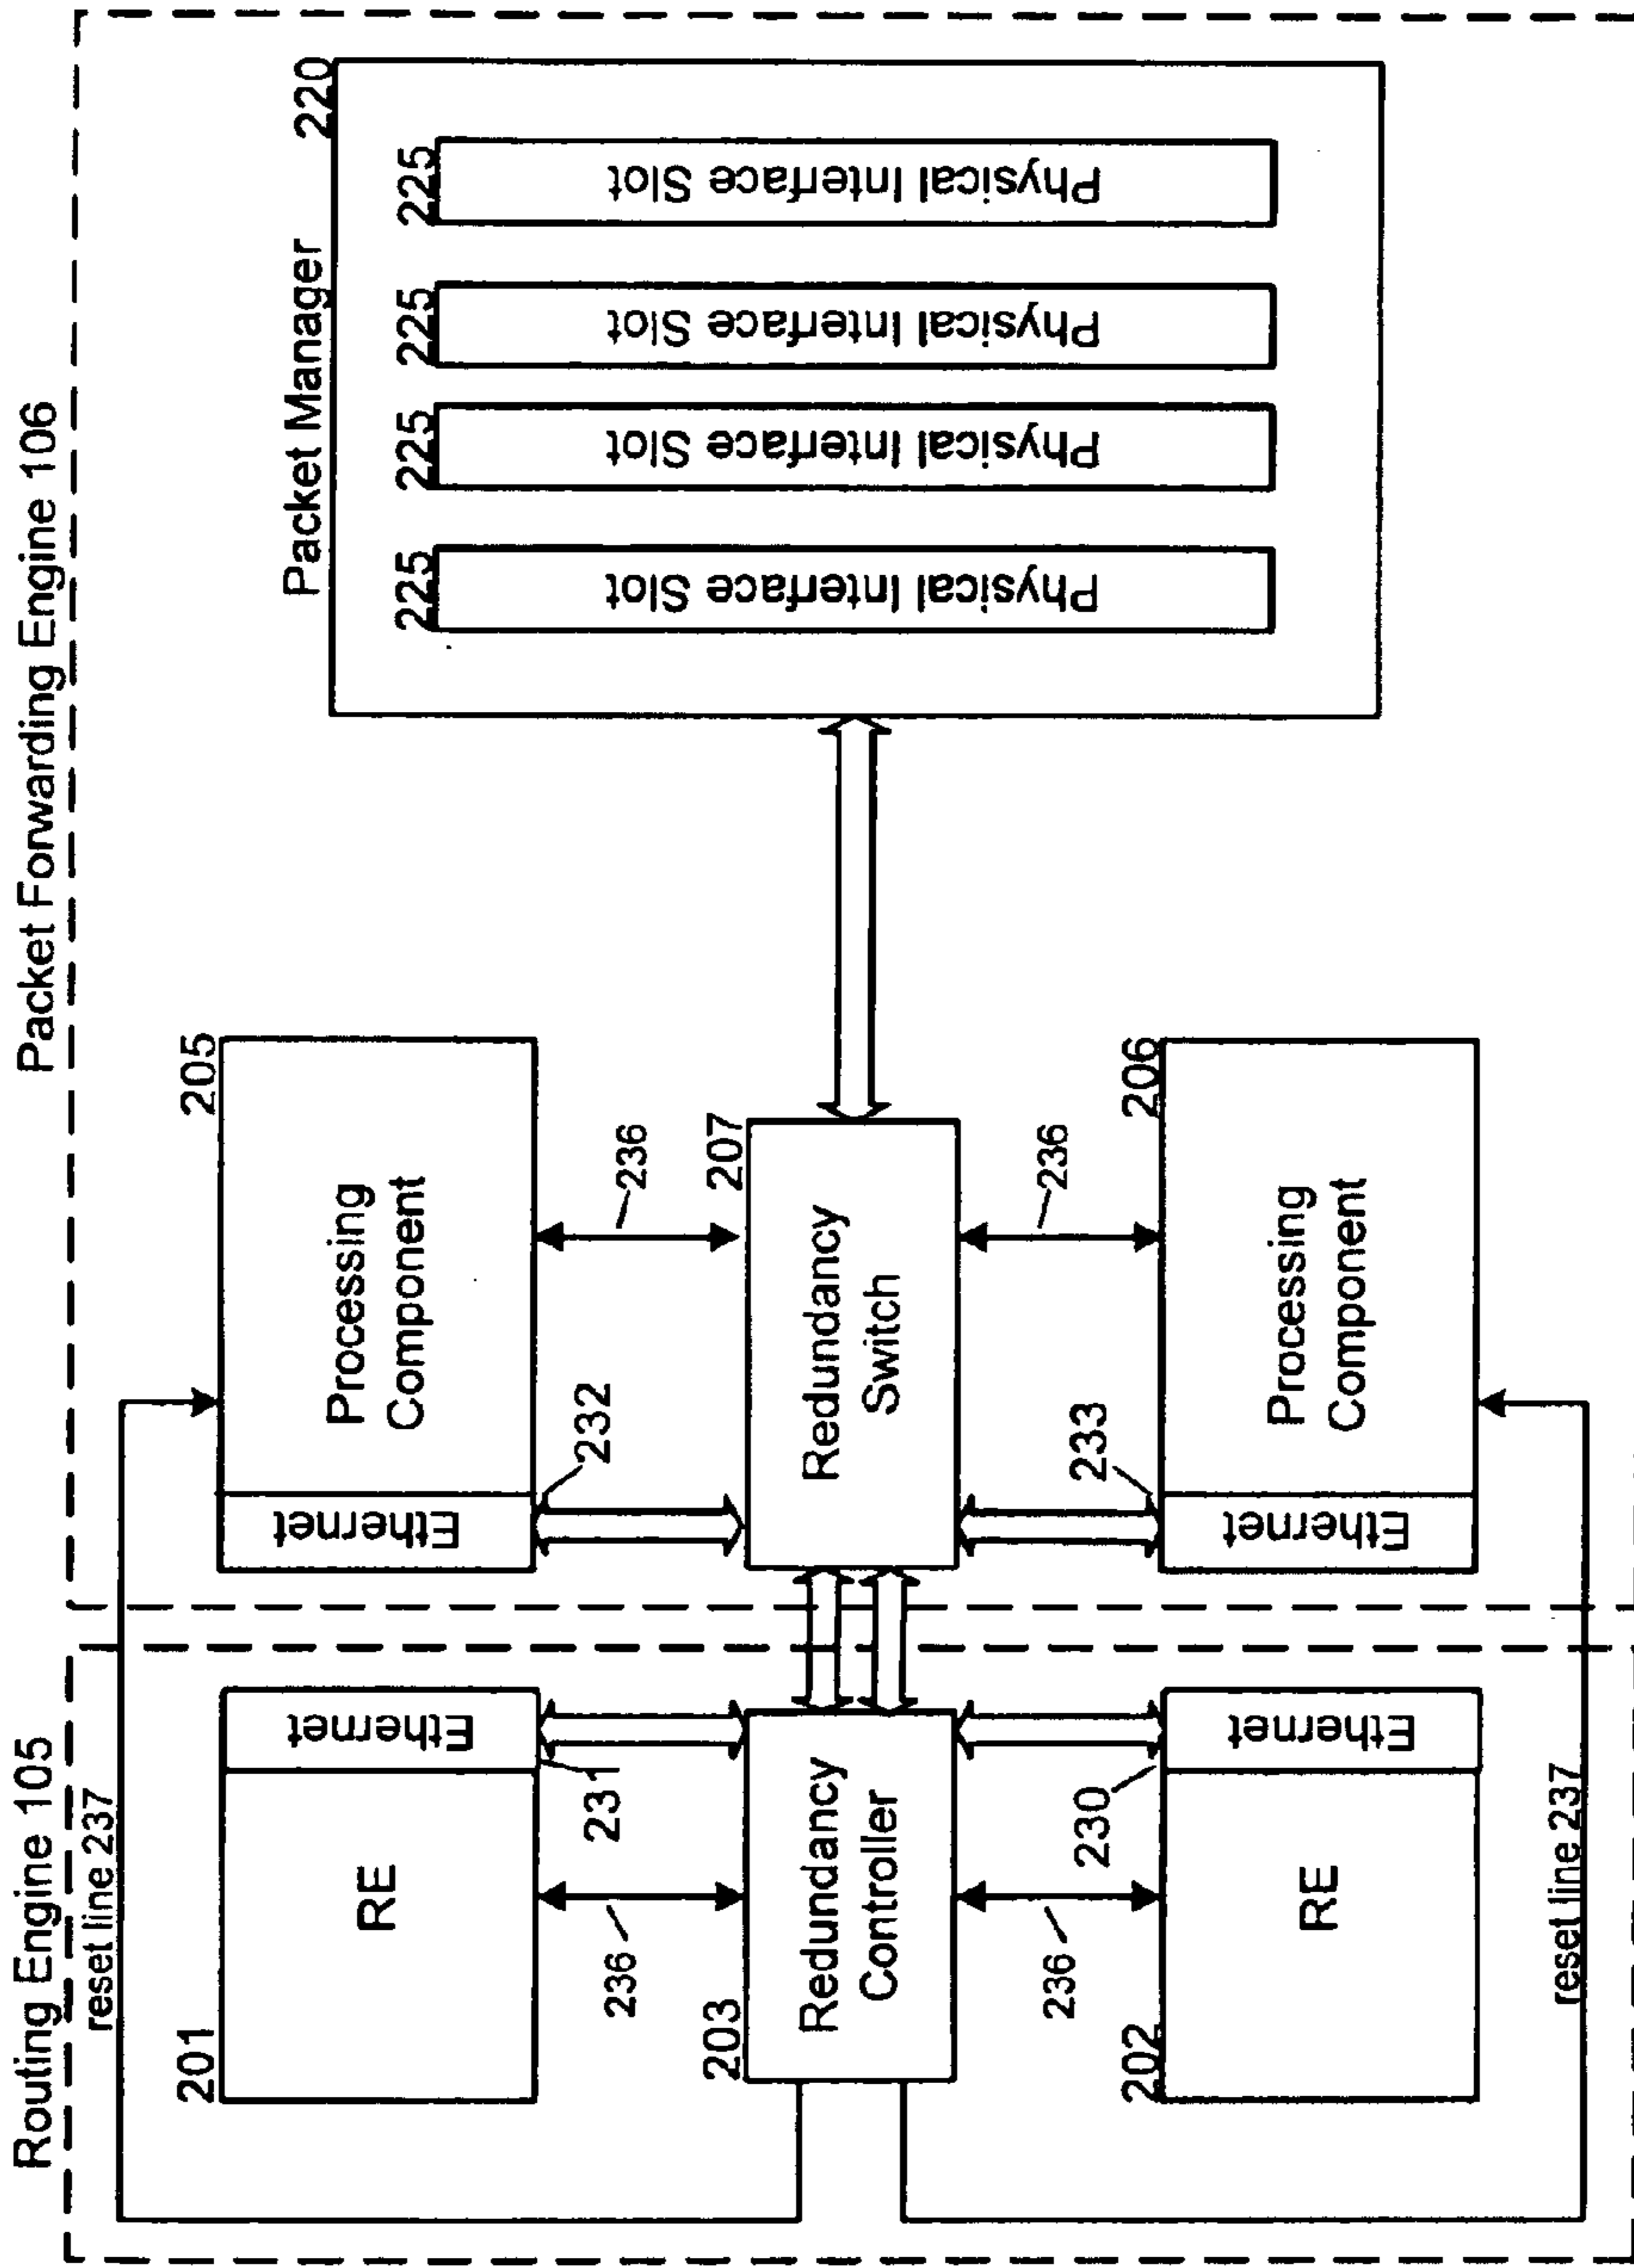 Routing Engine 105
Packet Forwarding Engine 106
reset line 237
201
RE
Ethernet
231
236
203
Redundancy
Controller
236
230
202
RE
Ethernet
reset line 237
205
Processing
Component
Ethernet
232
236
207
Redundancy
Switch
236
233
206
Processing
Component
Ethernet
Packet Manager
220
225
Physical Interface Slot
225
Physical Interface Slot
225
Physical Interface Slot
225
Physical Interface Slot